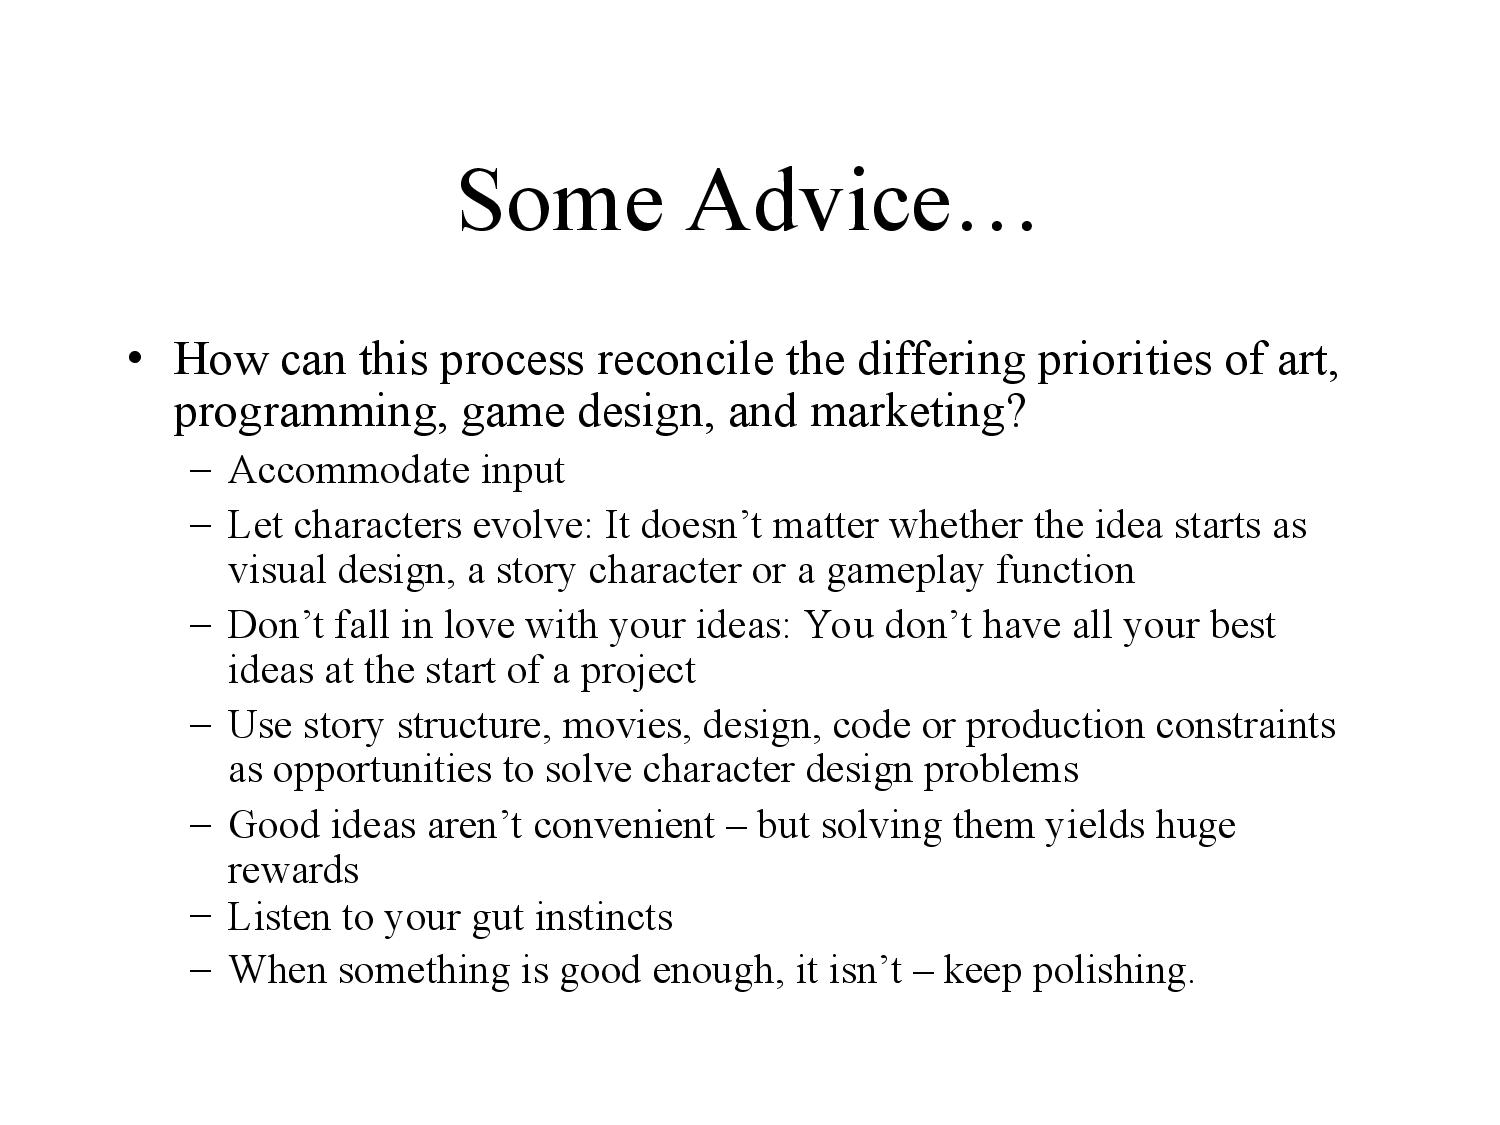 Some Advice…
• How can this process reconcile the differing priorities of art,
programming, game design, and marketing?
– Accommodate input
– Let characters evolve: It doesn’t matter whether the idea starts as
visual design, a story character or a gameplay function
– Don’t fall in love with your ideas: You don’t have all your best
ideas at the start of a project
– Use story structure, movies, design, code or production constraints
as opportunities to solve character design problems
– Good ideas aren’t convenient – but solving them yields huge
rewards
– Listen to your gut instincts
– When something is good enough, it isn’t – keep polishing.